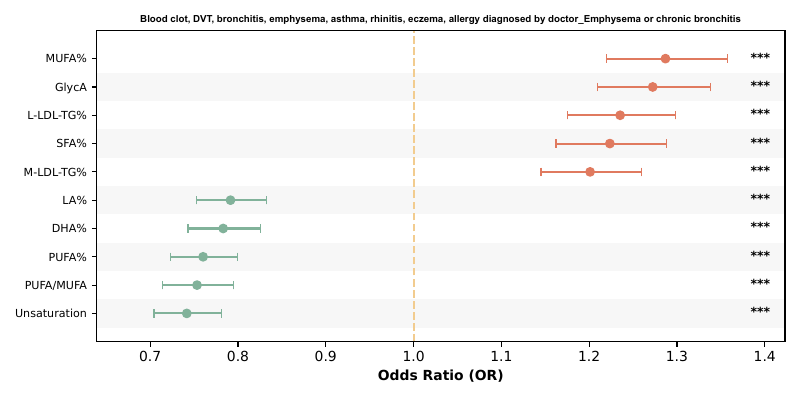 Blood clot, DVT, bronchitis, emphysema, asthma, rhinitis, eczema, allergy diagnosed by doctor_Emphysema or chronic bronchitis
MUFA% ***
GlycA ***
L-LDL-TG% ***
SFA% ***
M-LDL-TG% ***
LA% ***
DHA% ***
PUFA% ***
PUFA/MUFA ***
Unsaturation ***
0.7 0.8 0.9 1.0 1.1 1.2 1.3 1.4
Odds Ratio (OR)